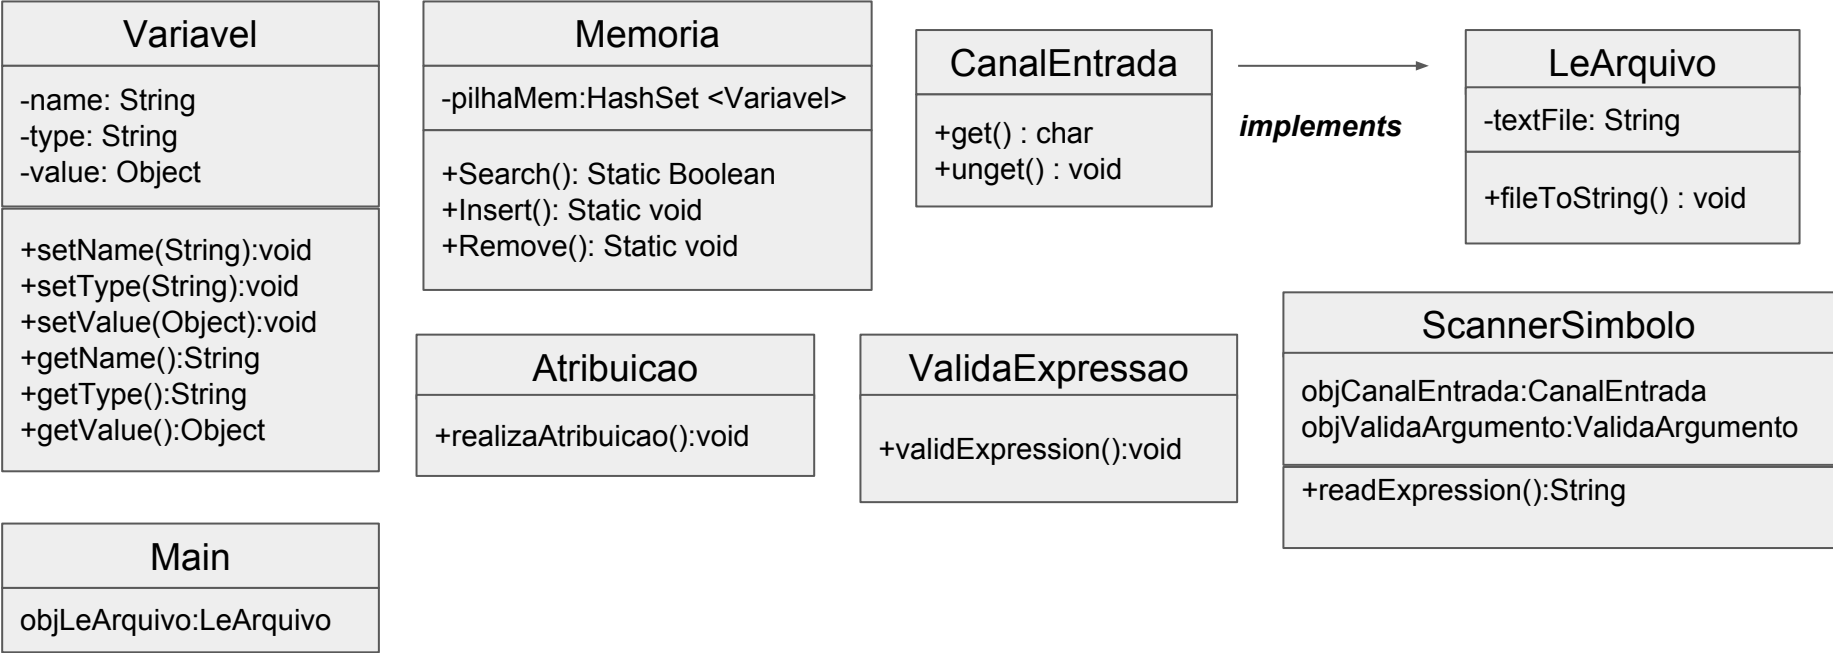 Variavel
-name: String
-type: String
-value: Object
+setName(String):void
+setType(String):void
+setValue(Object):void
+getName():String
+getType():String
+getValue():Object
Memoria
-pilhaMem:HashSet <Variavel>
+Search(): Static Boolean
+Insert(): Static void
+Remove(): Static void
CanalEntrada
+get() : char
+unget() : void
implements
LeArquivo
-textFile: String
+fileToString() : void
Atribuicao
+realizaAtribuicao():void
ValidaExpressao
+validExpression():void
ScannerSimbolo
objCanalEntrada:CanalEntrada
objValidaArgumento:ValidaArgumento
+readExpression():String
Main
objLeArquivo:LeArquivo